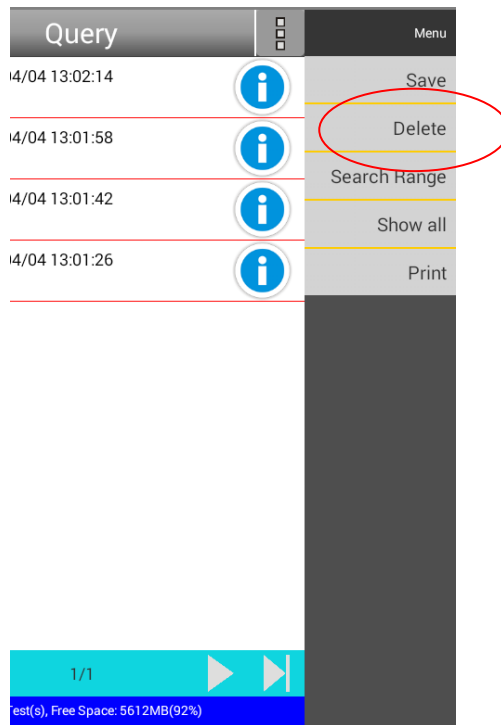 Query
Menu
4/04 13:02:14
Save
4/04 13:01:58
Delete
Search Range
4/04 13:01:42
Show all
4/04 13:01:26
Print
1/1
Test(s), Free Space: 5612MB(92%)